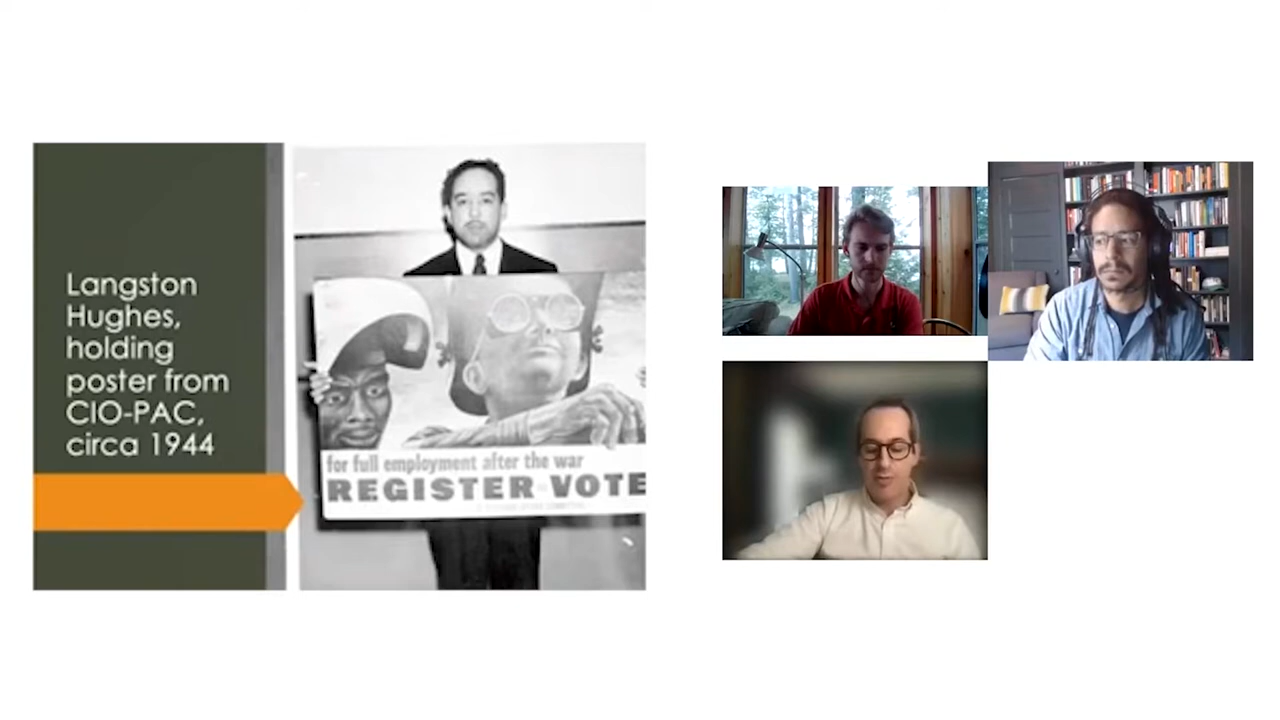 Langston
Hughes,
holding
poster from
CIO-PAC,
circa 1944
for full employment after the war
REGISTER VOTE